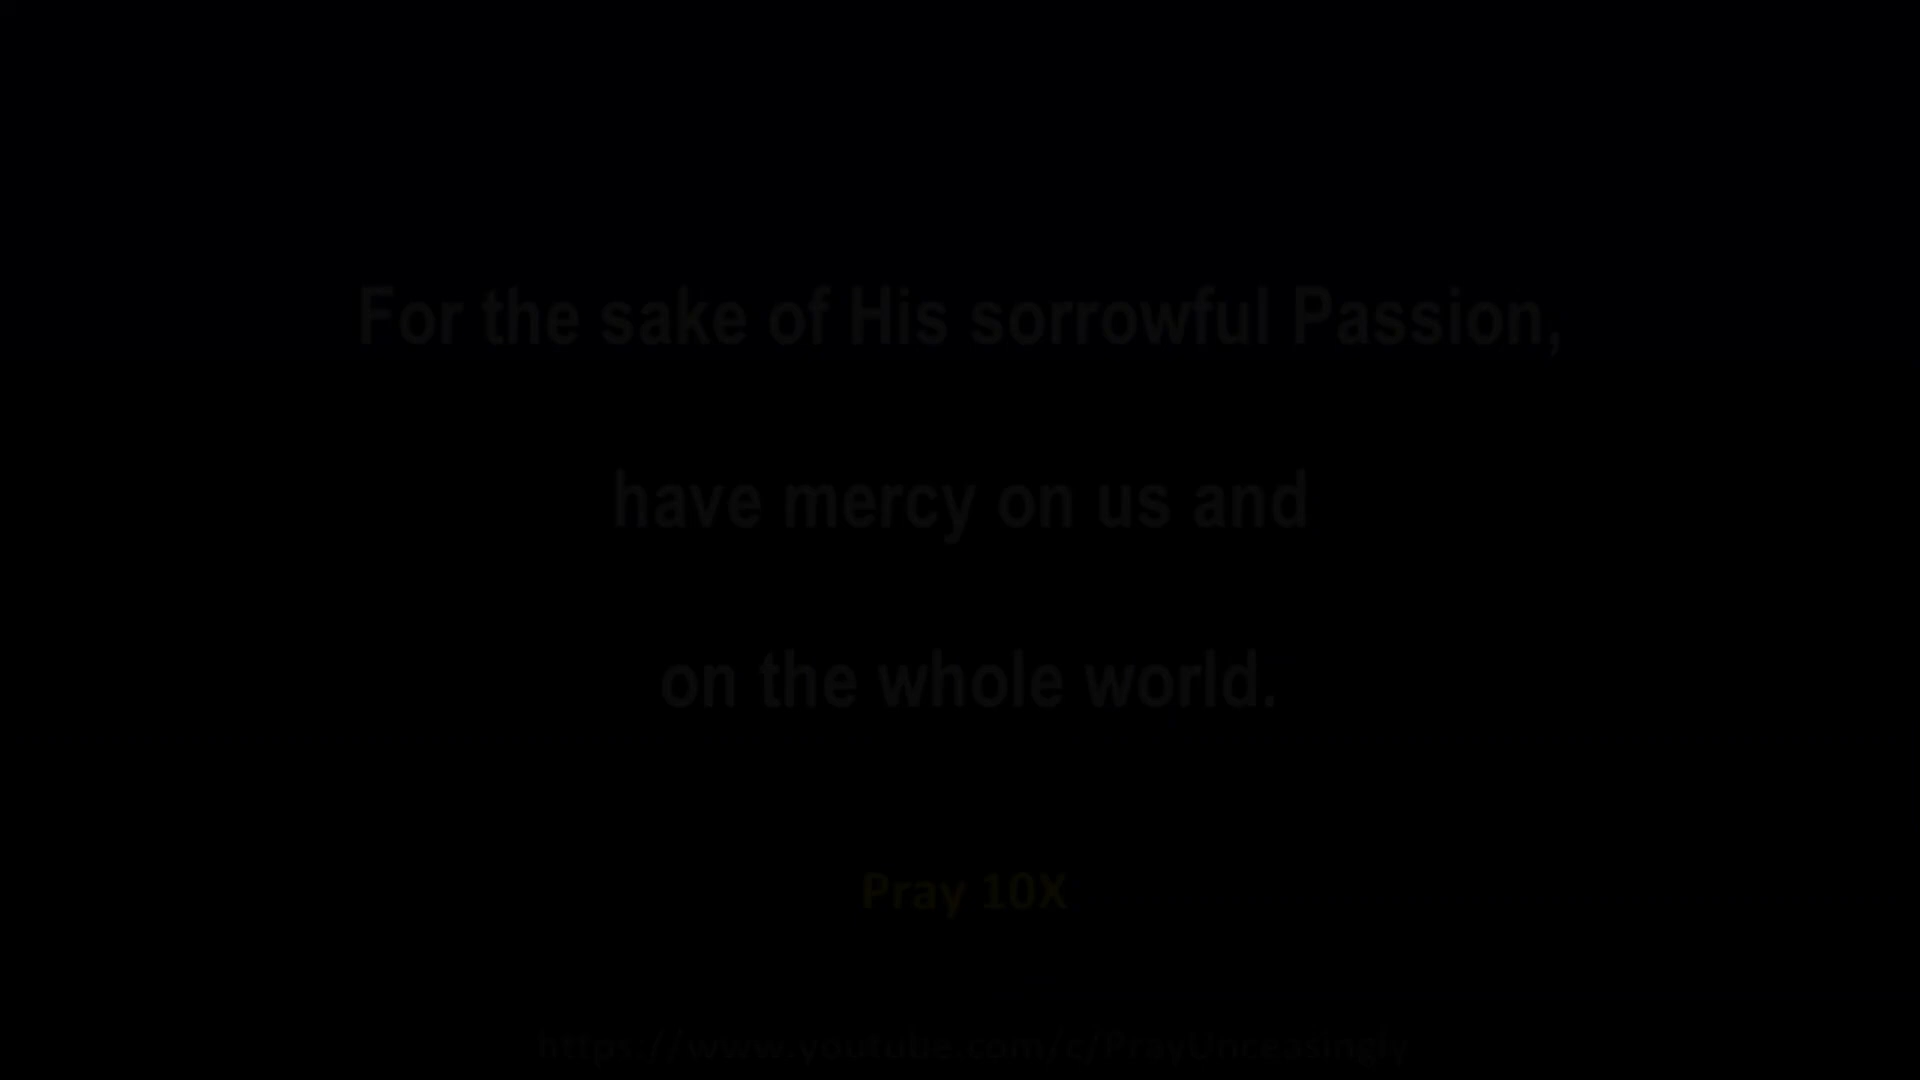 For the sake of His sorrowful Passion,
have mercy on us and
on the whole world.
Pray 10X
https://www.youtube.com/c/PrayUnceasingly